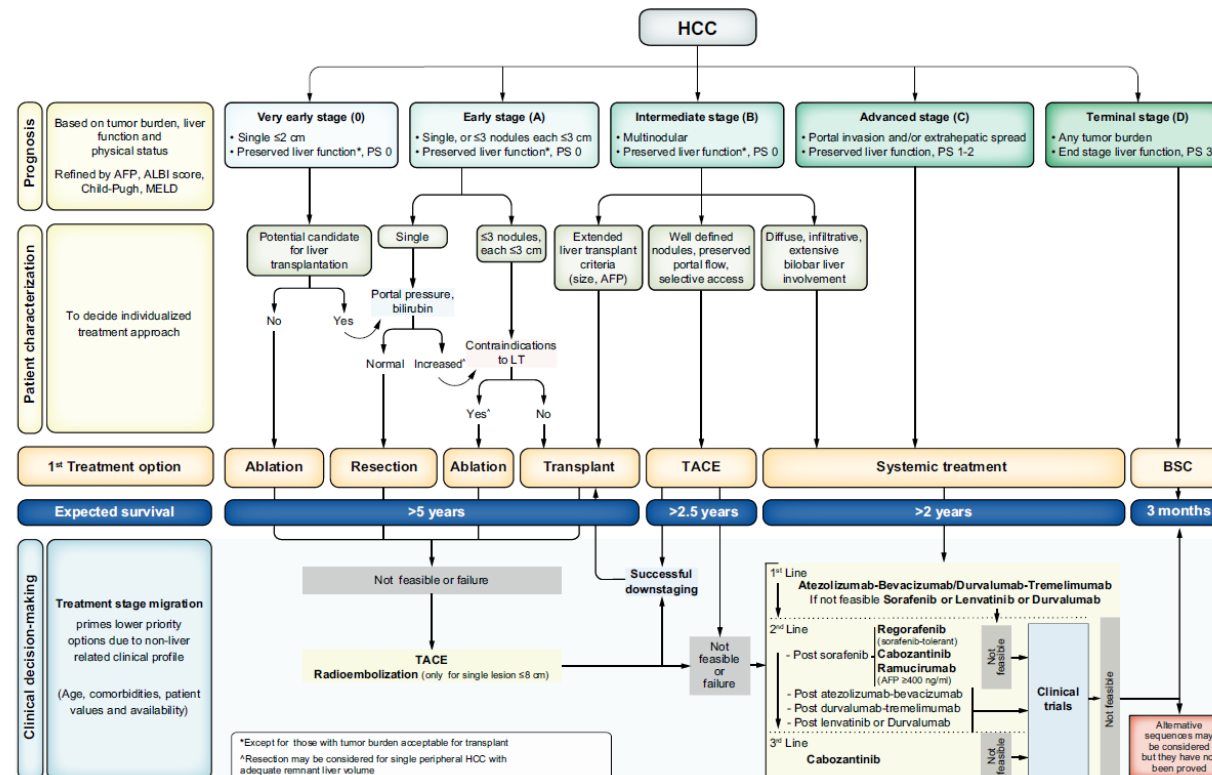 HCC
Prognosis
Based on tumor burden, liver
function and
physical status
Refined by AFP, ALBI score,
Child-Pugh, MELD
Very early stage (0)
• Single ≤2 cm
• Preserved liver function*, PS 0
Early stage (A)
• Single, or ≤3 nodules each ≤3 cm
• Preserved liver function*, PS 0
Intermediate stage (B)
• Multinodular
• Preserved liver function*, PS 0
Advanced stage (C)
• Portal invasion and/or extrahepatic spread
• Preserved liver function, PS 1-2
Terminal stage (D)
• Any tumor burden
• End stage liver function, PS 3
Patient characterization
To decide individualized
treatment approach
Potential candidate
for liver
transplantation
Single
≤3 nodules,
each ≤3 cm
Extended
liver transplant
criteria
(size, AFP)
Well defined
nodules, preserved
portal flow,
selective access
Diffuse, infiltrative,
extensive
bilobar liver
involvement
No
Yes
Portal pressure,
bilirubin
Normal
Increased^
Contraindications
to LT
Yes^
No
1st Treatment option
Ablation
Resection
Ablation
Transplant
TACE
Systemic treatment
BSC
Expected survival
>5 years
>2.5 years
>2 years
3 months
Clinical decision-making
Treatment stage migration
primes lower priority
options due to non-liver
related clinical profile
(Age, comorbidities, patient
values and availability)
Not feasible or failure
Successful
downstaging
TACE
Radioembolization (only for single lesion ≤8 cm)
Not
feasible
or
failure
1st Line
Atezolizumab-Bevacizumab/Durvalumab-Tremelimumab
If not feasible Sorafenib or Lenvatinib or Durvalumab
2nd Line
- Post sorafenib
Regorafenib
(sorafenib-tolerant)
Cabozantinib
Ramucirumab
(AFP ≥400 ng/ml)
- Post atezolizumab-bevacizumab
- Post durvalumab-tremelimumab
- Post lenvatinib or Durvalumab
3rd Line
Cabozantinib
Not
feasible
Not
feasible
Clinical
trials
Not feasible
Alternative
sequences may
be considered
but they have no
been proved
*Except for those with tumor burden acceptable for transplant
^Resection may be considered for single peripheral HCC with
adequate remnant liver volume